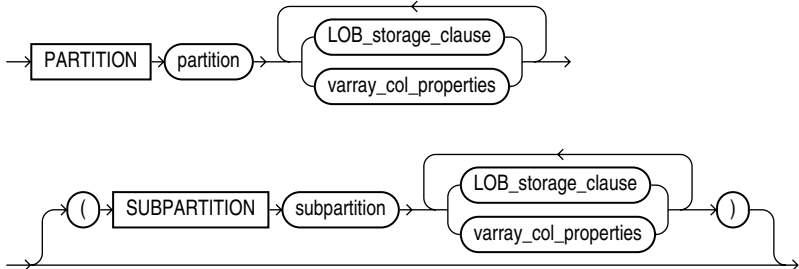 LOB_storage_clause
PARTITION partition
varray_col_properties
LOB_storage_clause
( SUBPARTITION subpartition )
varray_col_properties